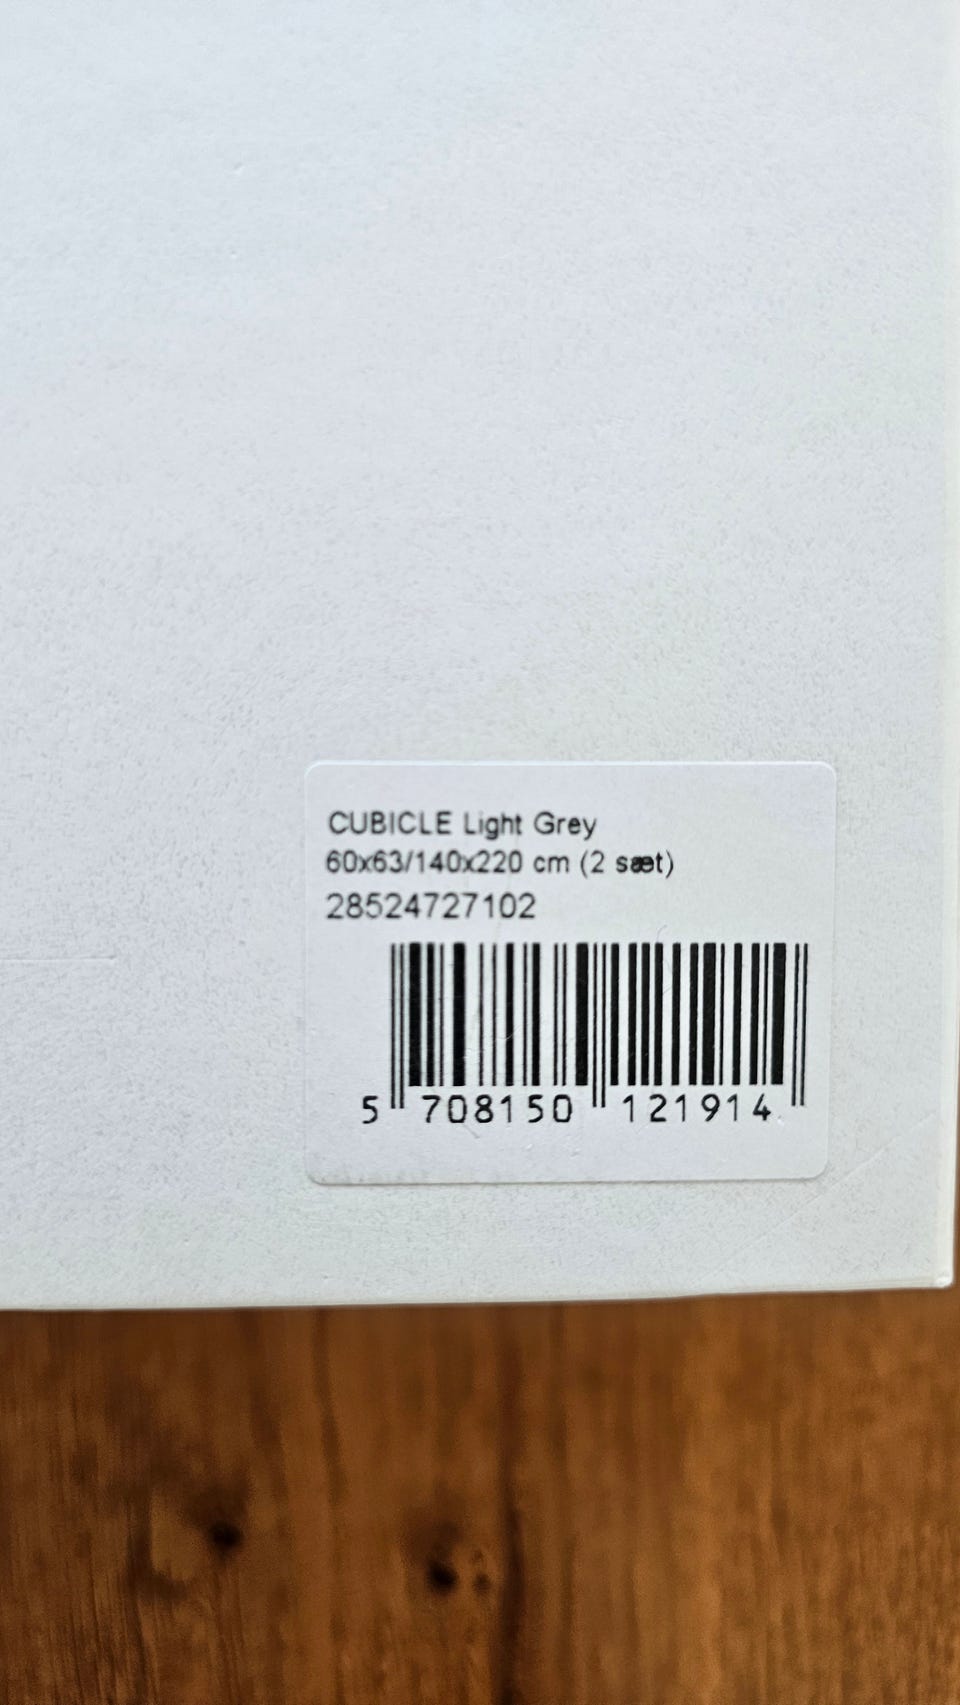 CUBICLE Light Grey
60x63/140x220 cm (2 sæt)
28524727102
5 708150 121914